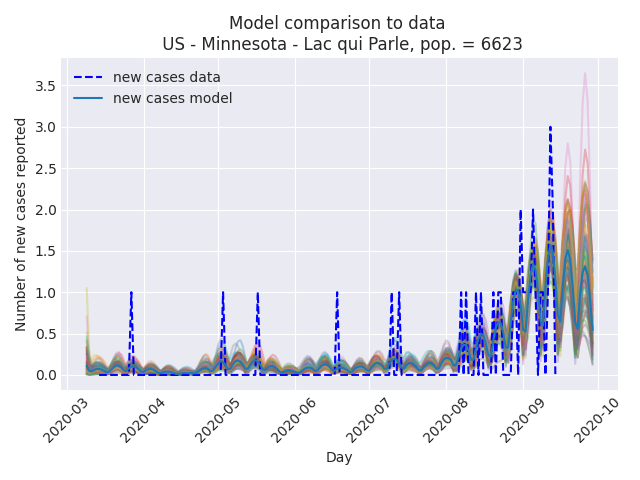 Model comparison to data
US - Minnesota - Lac qui Parle, pop. = 6623
new cases data
new cases model
Number of new cases reported
3.5
3.0
2.5
2.0
1.5
1.0
0.5
0.0
2020-03
2020-04
2020-05
2020-06
2020-07
2020-08
2020-09
2020-10
Day